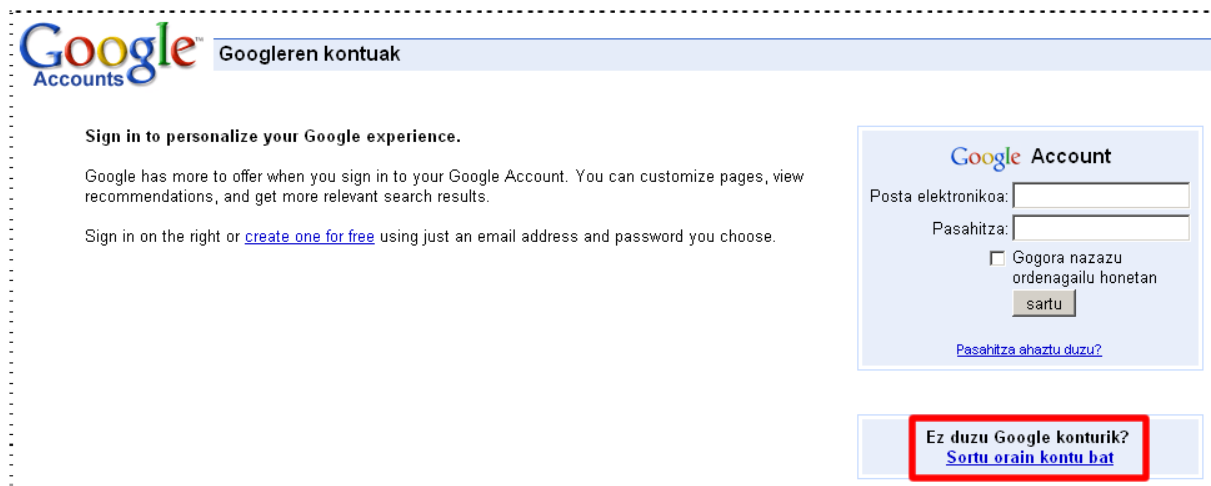 Google™
Accounts
Googleren kontuak
Sign in to personalize your Google experience.
Google has more to offer when you sign in to your Google Account. You can customize pages, view
recommendations, and get more relevant search results.
Sign in on the right or create one for free using just an email address and password you choose.
Google Account
Posta elektronikoa:
Pasahitza:
Gogora nazazu
ordenagailu honetan
sartu
Pasahitza ahaztu duzu?
Ez duzu Google konturik?
Sortu orain kontu bat